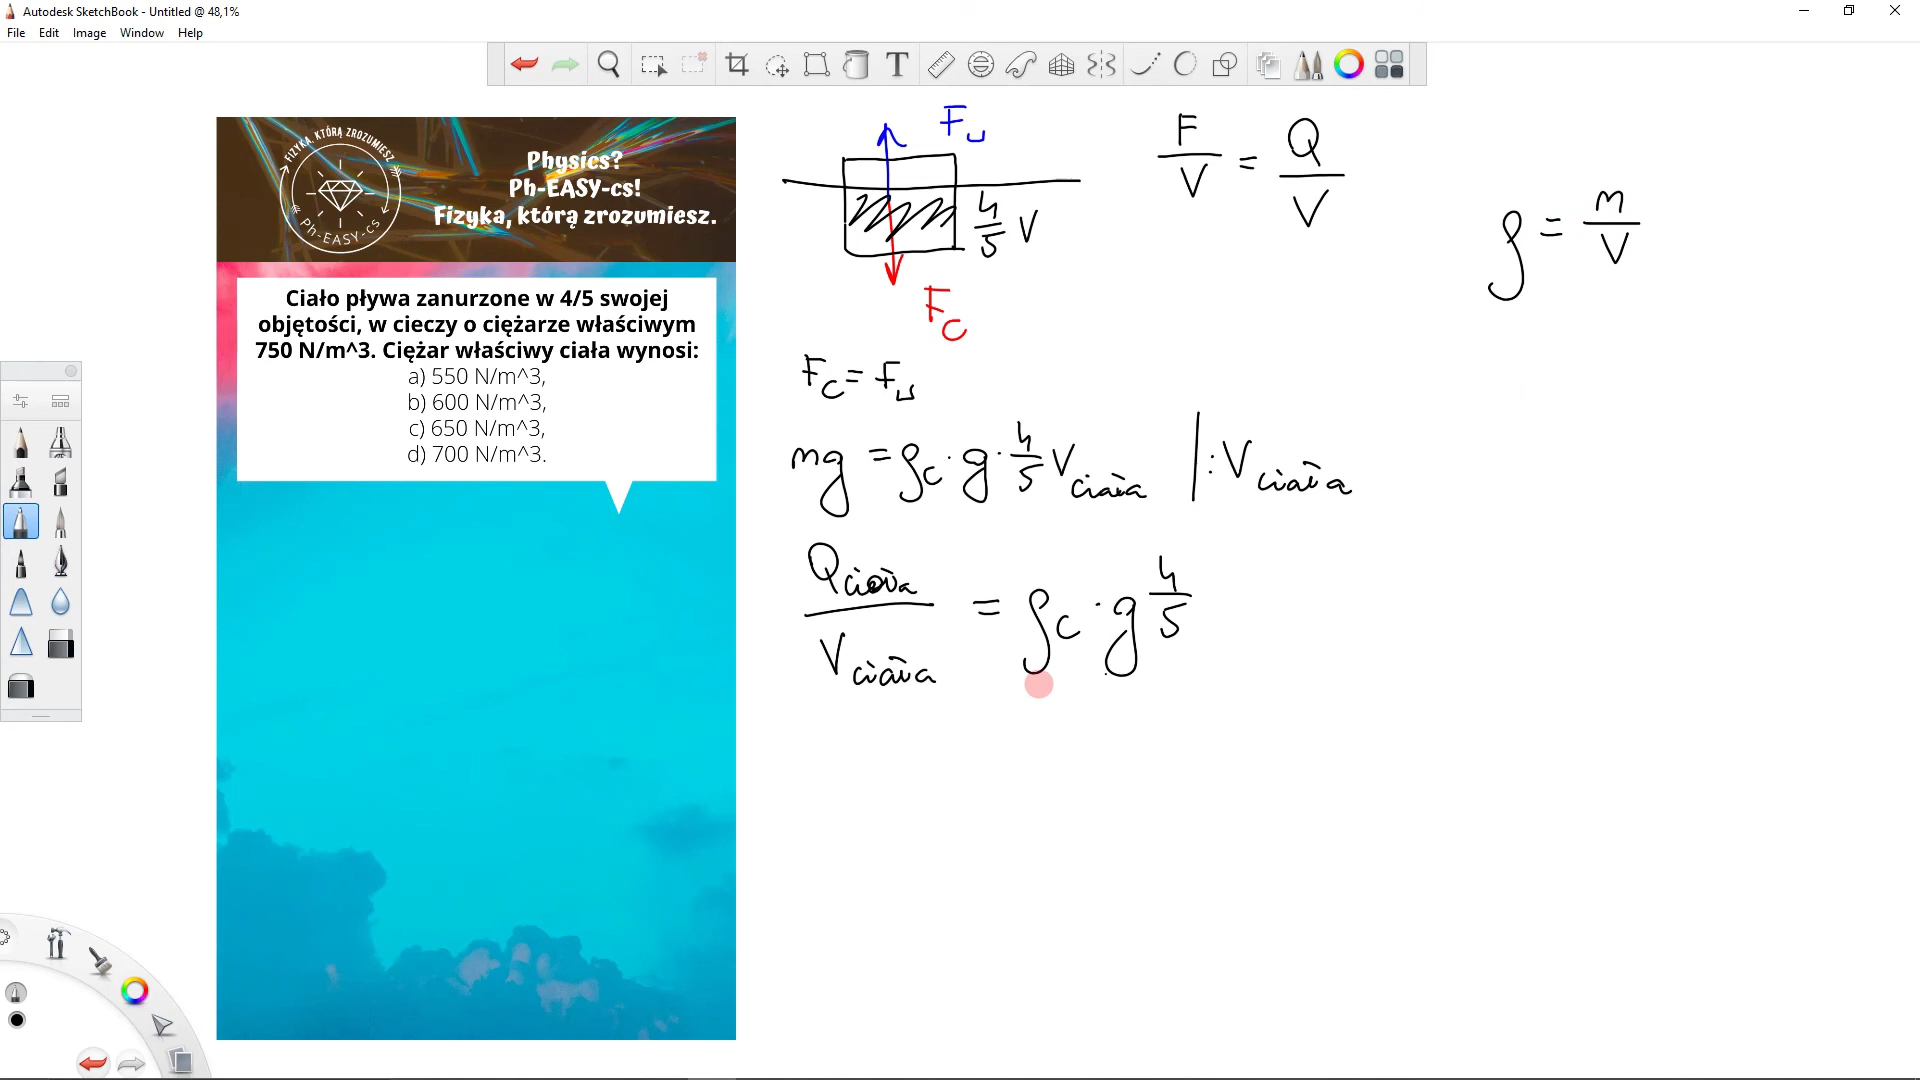 Autodesk SketchBook - Untitled @ 48,1%
File Edit Image Window Help
T
FIZYKA, KTÓRĄ ZROZUMIESZ
Ph-EASY-cs
Physics?
Ph-EASY-cs!
Fizyka, którą zrozumiesz.
Ciało pływa zanurzone w 4/5 swojej
objętości, w cieczy o ciężarze właściwym
750 N/m^3. Ciężar właściwy ciała wynosi:
a) 550 N/m^3,
b) 600 N/m^3,
c) 650 N/m^3,
d) 700 N/m^3.
Fu
4/5 V
Fc
F/V = Q/V
ρ = m/V
Fc = Fu
mg = ρc · g · 4/5 Vciała |: Vciała
Qciała/Vciała = ρc · g 4/5